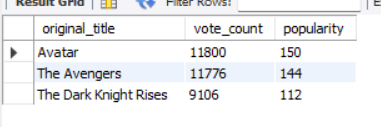 Result Grid Filter Rows:
original_title vote_count popularity
Avatar 11800 150
The Avengers 11776 144
The Dark Knight Rises 9106 112